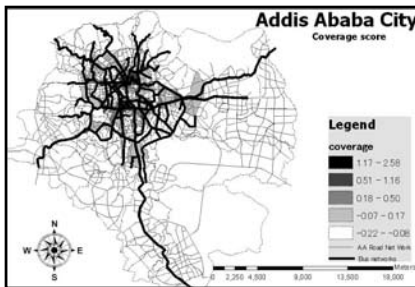 Addis Ababa City
Coverage score
Legend
coverage
1.17 - 2.58
0.51 - 1.16
0.18 - 0.50
-0.07 - 0.17
-0.22 - -0.08
AA Road Net Work
Bus networks
N
W E
S
Meters
0 2,250 4,500 9,000 13,500 18,000